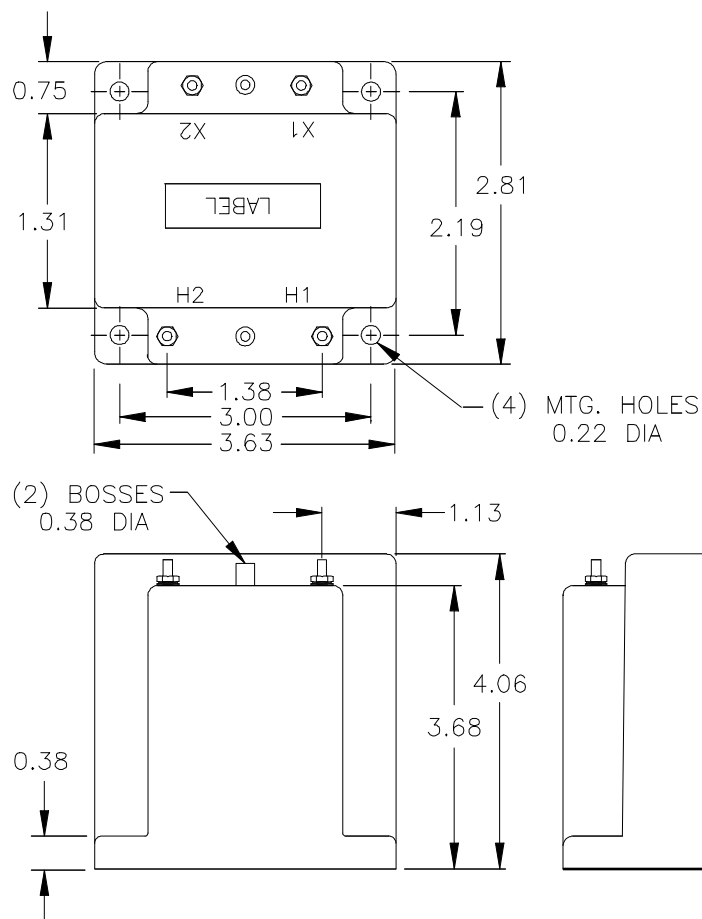 0.75
X2
X1
2.81
1.31
LABEL
2.19
H2
H1
1.38
(4) MTG. HOLES
0.22 DIA
3.00
3.63
(2) BOSSES
0.38 DIA
1.13
4.06
3.68
0.38